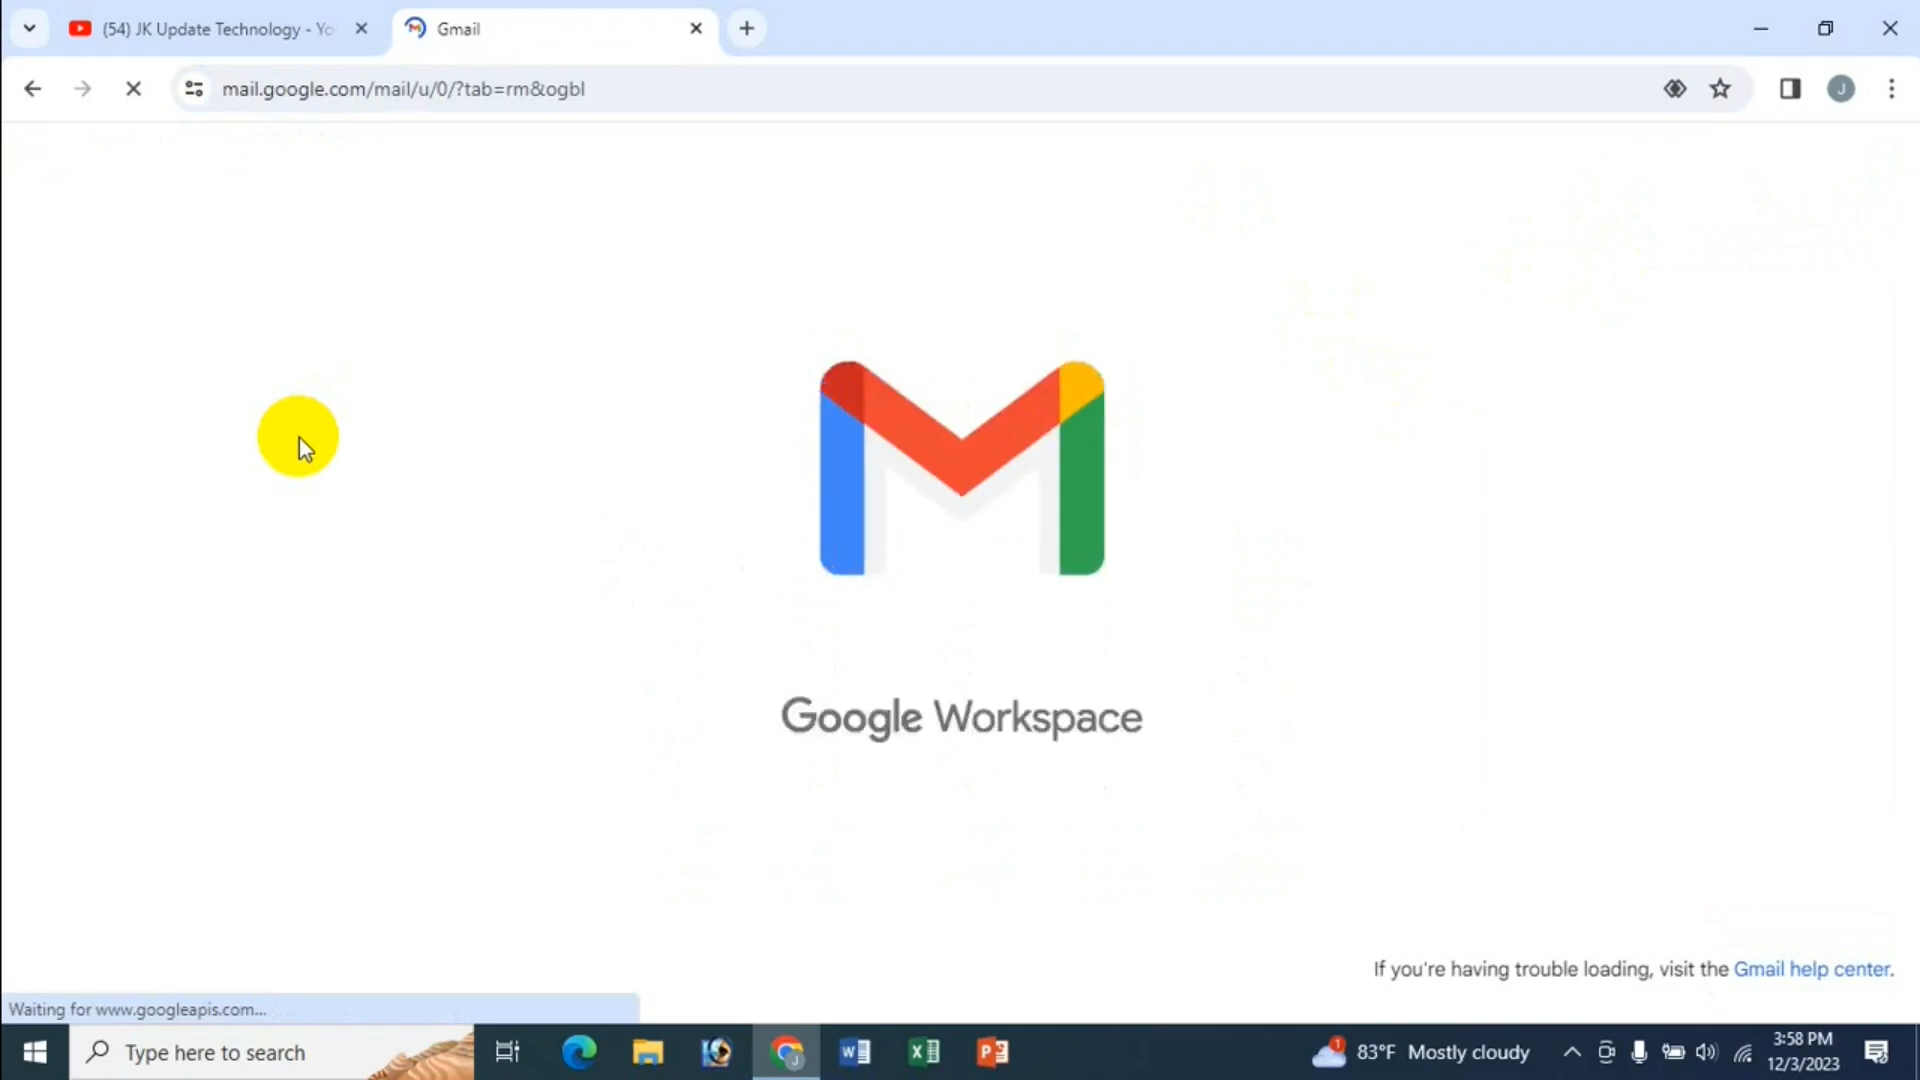 (54) JK Update Technology - Yo
Gmail
mail.google.com/mail/u/0/?tab=rm&ogbl
J
Google Workspace
If you're having trouble loading, visit the Gmail help center.
Waiting for www.googleapis.com...
Type here to search
1
83°F Mostly cloudy
3:58 PM
12/3/2023